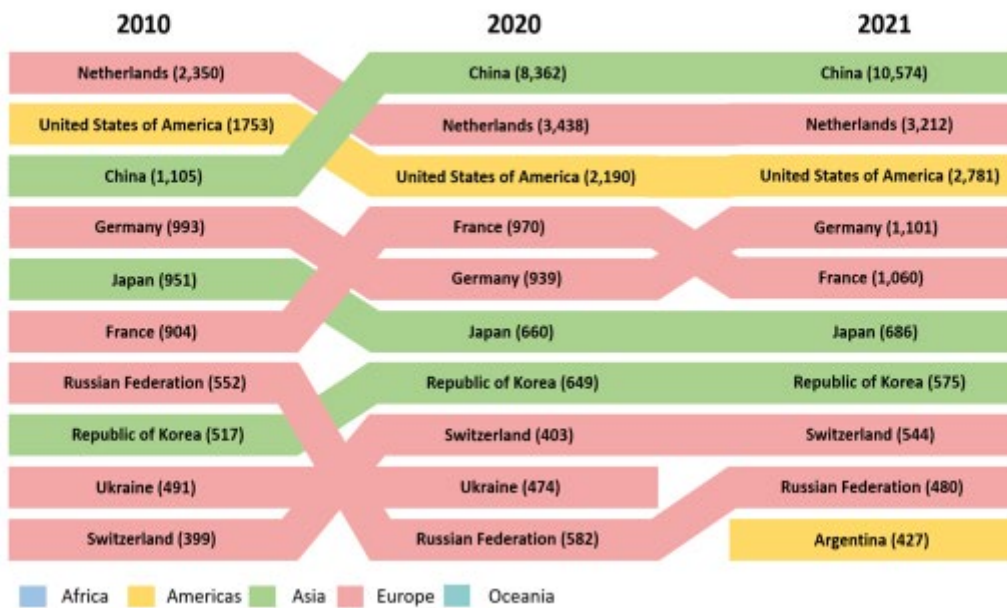 2010 2020 2021
Netherlands (2,350) China (8,362) China (10,574)
United States of America (1753) Netherlands (3,438) Netherlands (3,212)
China (1,105) United States of America (2,190) United States of America (2,781)
Germany (993) France (970) Germany (1,101)
Japan (951) Germany (939) France (1,060)
France (904) Japan (660) Japan (686)
Russian Federation (552) Republic of Korea (649) Republic of Korea (575)
Republic of Korea (517) Switzerland (403) Switzerland (544)
Ukraine (491) Ukraine (474) Russian Federation (480)
Switzerland (399) Russian Federation (582) Argentina (427)
Africa Americas Asia Europe Oceania